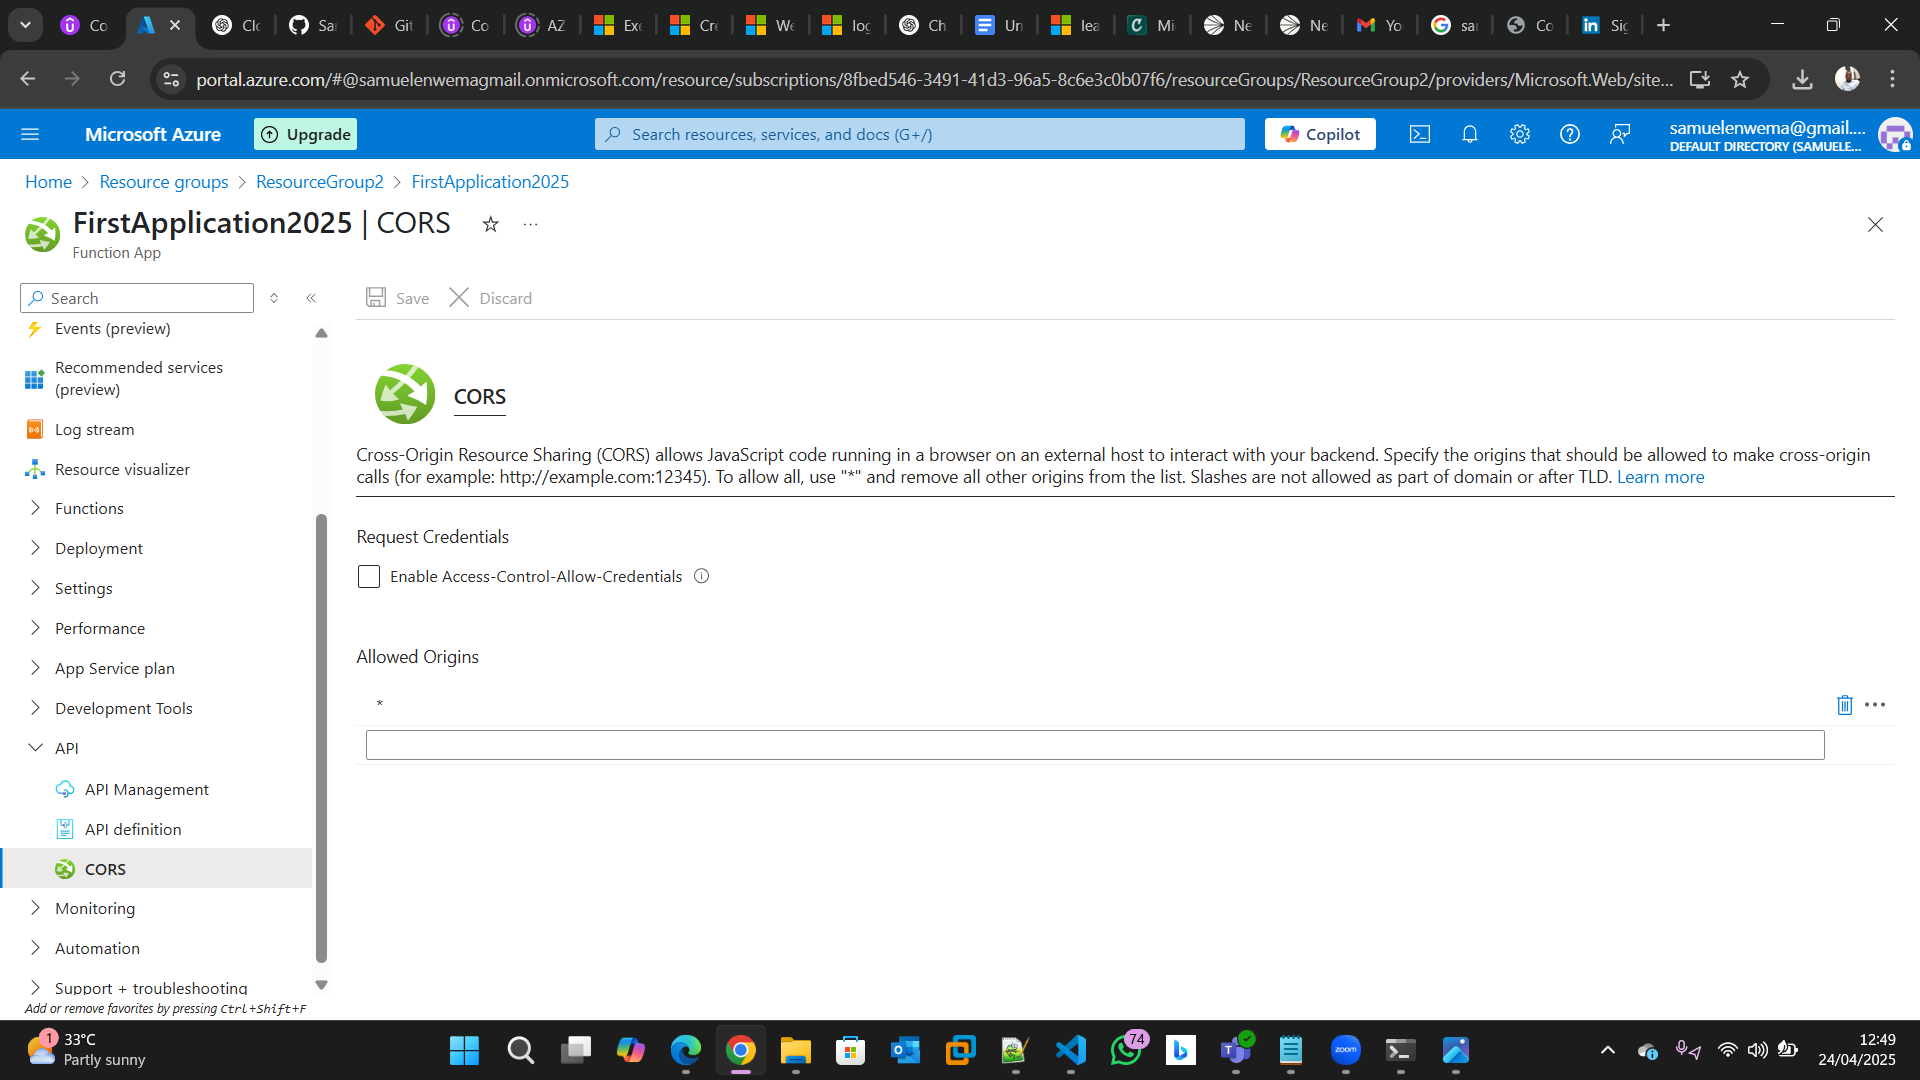 Co
Clo
Sar
Git
Co
AZ
Exe
Cre
We
log
Ch
Un
lea
Mi
Ne
Ne
Yo
sar
Co
Sig
portal.azure.com/#@samuelenwemagmail.onmicrosoft.com/resource/subscriptions/8fbed546-3491-41d3-96a5-8c6e3c0b07f6/resourceGroups/ResourceGroup2/providers/Microsoft.Web/site...
Microsoft Azure
Upgrade
Search resources, services, and docs (G+/)
Copilot
samuelenwema@gmail....
DEFAULT DIRECTORY (SAMUELE...
Home > Resource groups > ResourceGroup2 > FirstApplication2025
FirstApplication2025 | CORS
Function App
Search
Save
Discard
Events (preview)
Recommended services
(preview)
Log stream
Resource visualizer
Functions
Deployment
Settings
Performance
App Service plan
Development Tools
API
API Management
API definition
CORS
Monitoring
Automation
Support + troubleshooting
Add or remove favorites by pressing Ctrl+Shift+F
CORS
Cross-Origin Resource Sharing (CORS) allows JavaScript code running in a browser on an external host to interact with your backend. Specify the origins that should be allowed to make cross-origin
calls (for example: http://example.com:12345). To allow all, use "*" and remove all other origins from the list. Slashes are not allowed as part of domain or after TLD. Learn more
Request Credentials
Enable Access-Control-Allow-Credentials
Allowed Origins
*
1
33°C
Partly sunny
74
zoom
12:49
24/04/2025